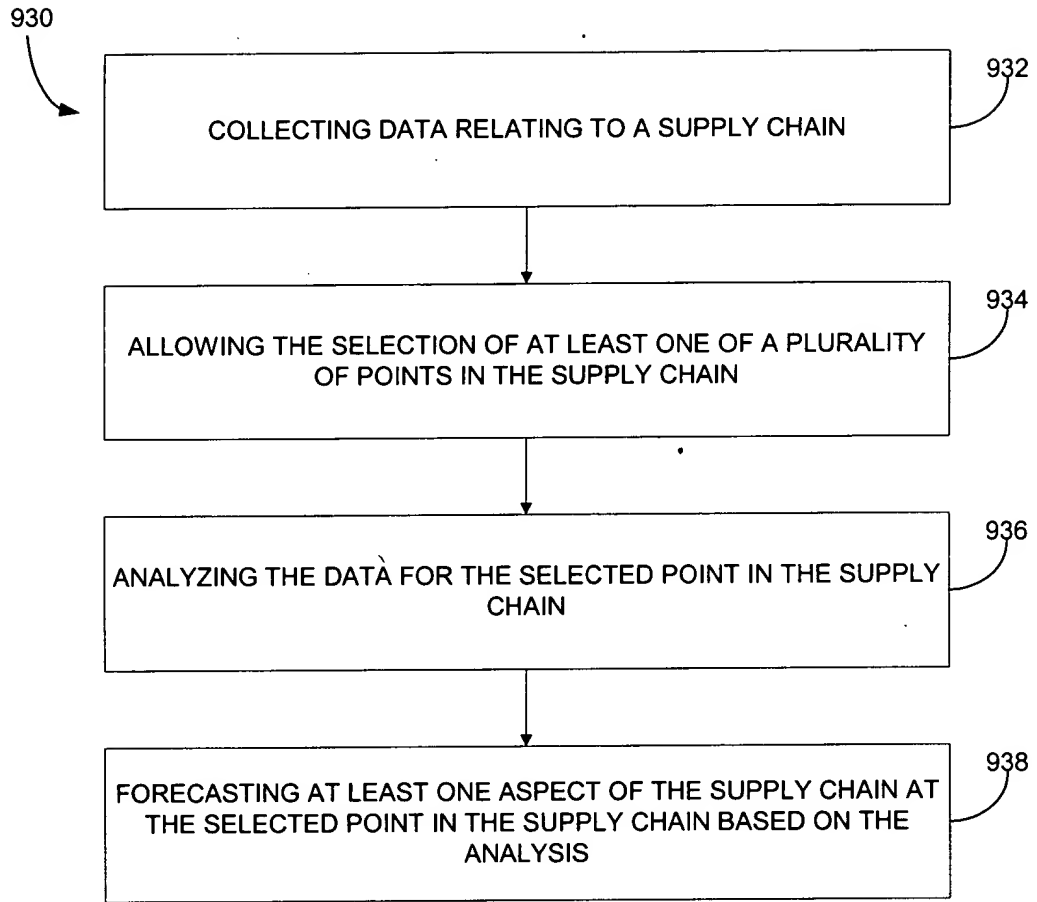 930
932
COLLECTING DATA RELATING TO A SUPPLY CHAIN
934
ALLOWING THE SELECTION OF AT LEAST ONE OF A PLURALITY
OF POINTS IN THE SUPPLY CHAIN
936
ANALYZING THE DATA FOR THE SELECTED POINT IN THE SUPPLY
CHAIN
938
FORECASTING AT LEAST ONE ASPECT OF THE SUPPLY CHAIN AT
THE SELECTED POINT IN THE SUPPLY CHAIN BASED ON THE
ANALYSIS